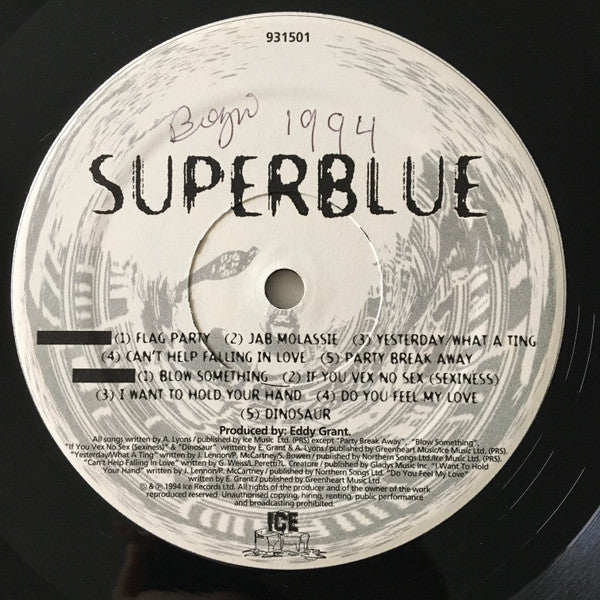 931501
1994
SUPERBLUE
(1) FLAG PARTY (2) JAB MOLASSIE (3) YESTERDAY/WHAT A TING
(4) CAN'T HELP FALLING IN LOVE (5) PARTY BREAK AWAY
(1) BLOW SOMETHING (2) IF YOU VEX NO SEX (SEXINESS)
(3) I WANT TO HOLD YOUR HAND (4) DO YOU FEEL MY LOVE
(5) DINOSAUR
Produced by: Eddy Grant.
All songs written by A. Lyons / published by Ice Music Ltd. (PRS) except "Party Break Away", "Blow Something",
"If You Vex No Sex (Sexiness)" & "Dinosaur" written by E. Grant & A. Lyons / published by Greenheart Music/Ice Music Ltd. (PRS).
"Yesterday/What A Ting" written by J. Lennon/P. McCartney/S. Bowen / published by Northern Songs Ltd./Ice Music Ltd. (PRS).
"Can't Help Falling in Love" written by G. Weiss/L. Peretti/L. Creatore / published by Gladys Music Inc. "I Want To Hold
Your Hand" written by J. Lennon/P. McCartney / published by Northern Songs Ltd. "Do You Feel My Love"
written by E. Grant / published by Greenheart Music Ltd.
© & ℗ 1994 Ice Records Ltd. All rights of the producer and of the owner of the work
reproduced reserved. Unauthorised copying, hiring, renting, public performance
and broadcasting prohibited.
ICE